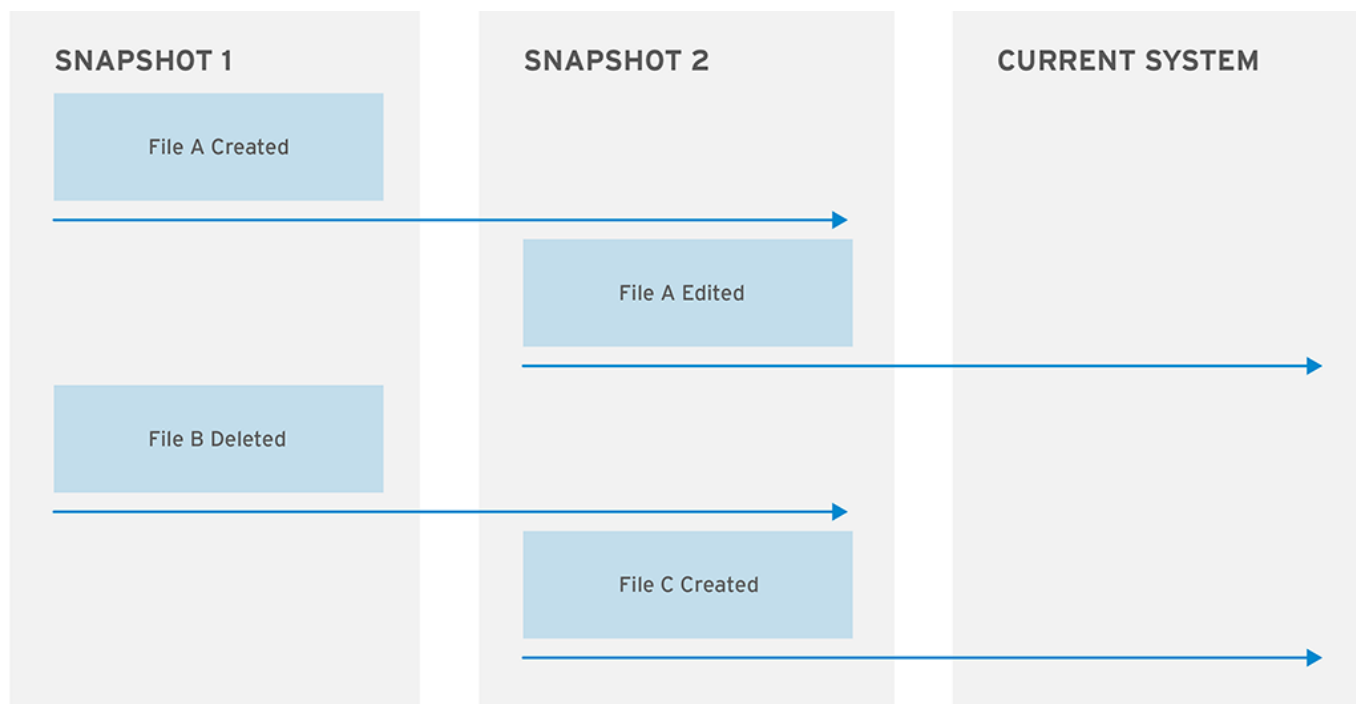 SNAPSHOT 1
SNAPSHOT 2
CURRENT SYSTEM
File A Created
File A Edited
File B Deleted
File C Created